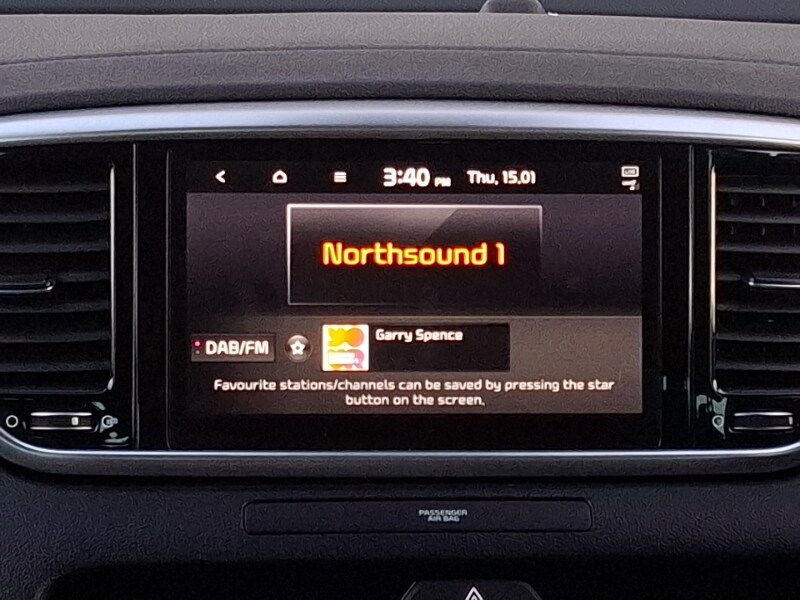 3:40 PM Thu, 15.01
LIVE
Northsound 1
DAB/FM
Garry Spence
Favourite stations/channels can be saved by pressing the star
button on the screen.
PASSENGER
AIR BAG